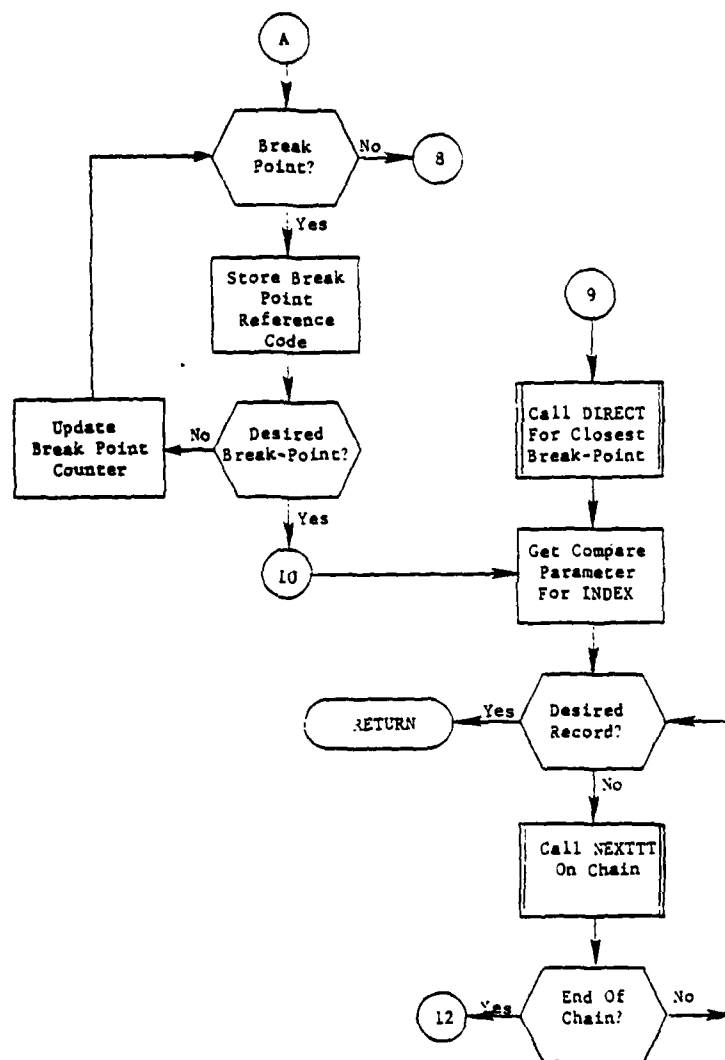 A
Break
Point?
No
8
Yes
Store Break
Point
Reference
Code
9
Update
Break Point
Counter
No
Desired
Break-Point?
Call DIRECT
For Closest
Break-Point
Yes
10
Get Compare
Parameter
For INDEX
RETURN
Yes
Desired
Record?
No
Call NEXTTT
On Chain
12
Yes
End Of
Chain?
No